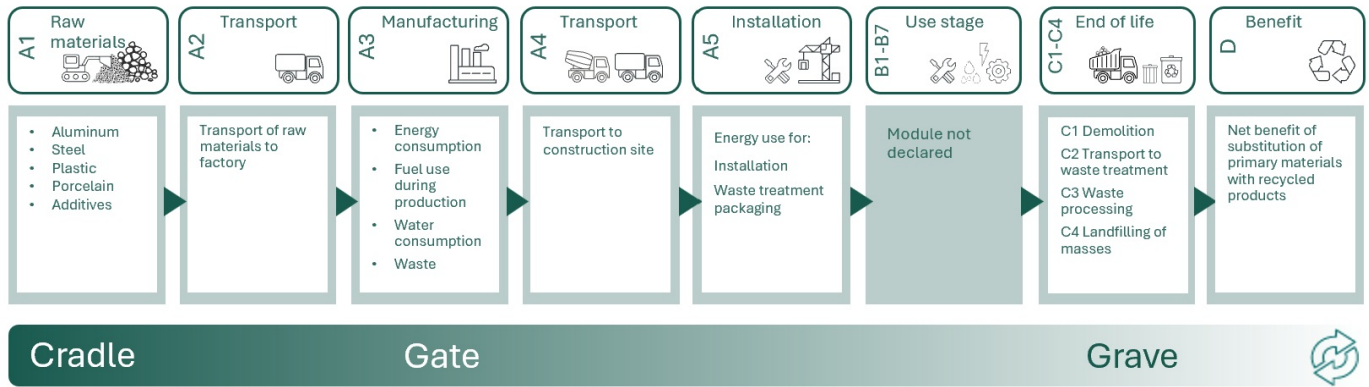 A1
Raw
materials
A2
Transport
A3
Manufacturing
A4
Transport
A5
Installation
B1-B7
Use stage
C1-C4
End of life
D
Benefit
• Aluminum
• Steel
• Plastic
• Porcelain
• Additives
Transport of raw
materials to
factory
• Energy
consumption
• Fuel use
during
production
• Water
consumption
• Waste
Transport to
construction site
Energy use for:
Installation
Waste treatment
packaging
Module not
declared
C1 Demolition
C2 Transport to
waste treatment
C3 Waste
processing
C4 Landfilling of
masses
Net benefit of
substitution of
primary materials
with recycled
products
Cradle
Gate
Grave